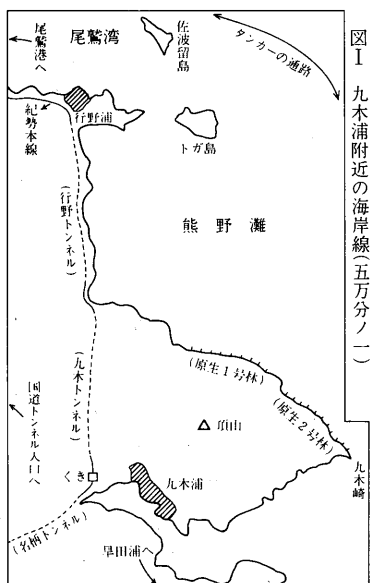 図Ⅰ 九木浦附近の海岸線(五万分ノ一)
タンカーの通路
佐波留島
尾鷲湾
尾鷲港へ
紀勢本線
行野浦
トガ島
(行野トンネル)
熊野灘
(原生1号林)
(原生2号林)
(九木トンネル)
国道トンネル入口へ
頂山
九木崎
くき
九木浦
(名柄トンネル)
早田浦へ